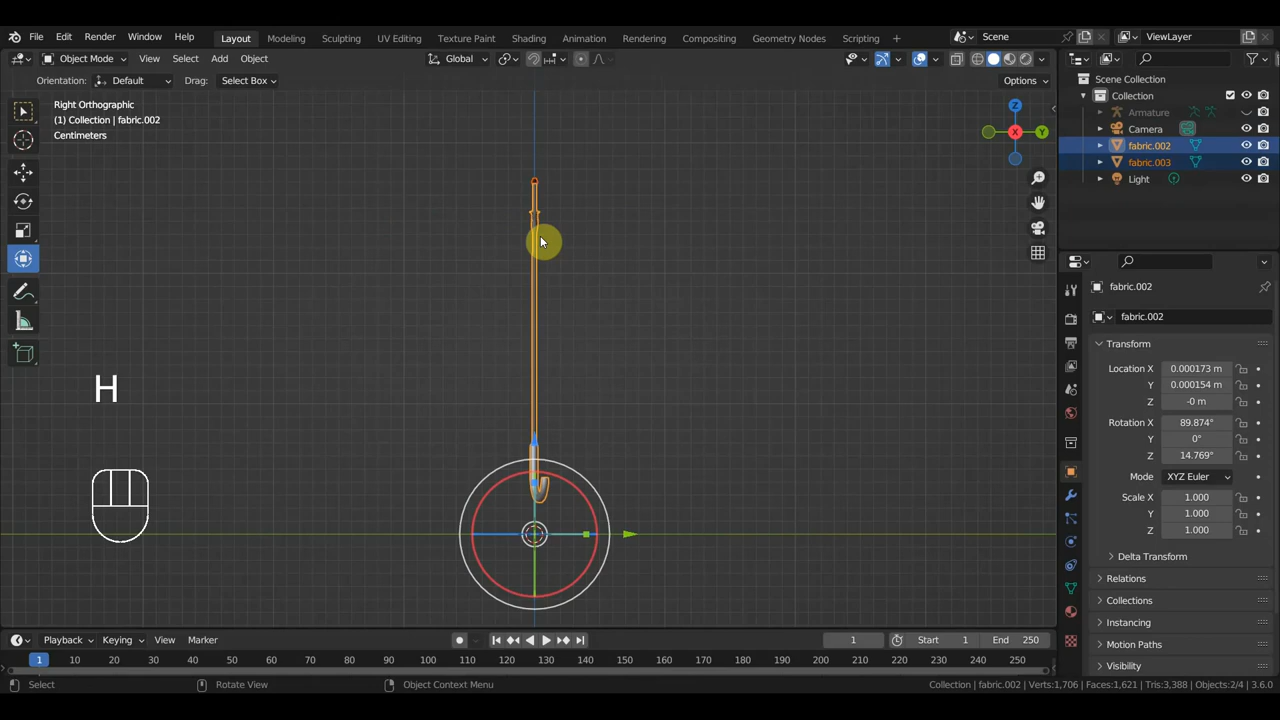 File Edit Render Window Help Layout Modeling Sculpting UV Editing Texture Paint Shading Animation Rendering Compositing Geometry Nodes Scripting + Scene ViewLayer
Object Mode View Select Add Object Global
Orientation: Default Drag: Select Box Options
Right Orthographic
(1) Collection | fabric.002
Centimeters
Z
X
Y
H
Scene Collection
Collection
Armature
Camera
fabric.002
fabric.003
Light
fabric.002
fabric.002
Transform
Location X 0.000173 m
Y 0.000154 m
Z -0 m
Rotation X 89.874°
Y 0°
Z 14.769°
Mode XYZ Euler
Scale X 1.000
Y 1.000
Z 1.000
Delta Transform
Relations
Collections
Instancing
Motion Paths
Visibility
Playback Keying View Marker 1 Start 1 End 250
1 10 20 30 40 50 60 70 80 90 100 110 120 130 140 150 160 170 180 190 200 210 220 230 240 250
Select Rotate View Object Context Menu Collection | fabric.002 | Verts:1,706 | Faces:1,621 | Tris:3,388 | Objects:2/4 | 3.6.0